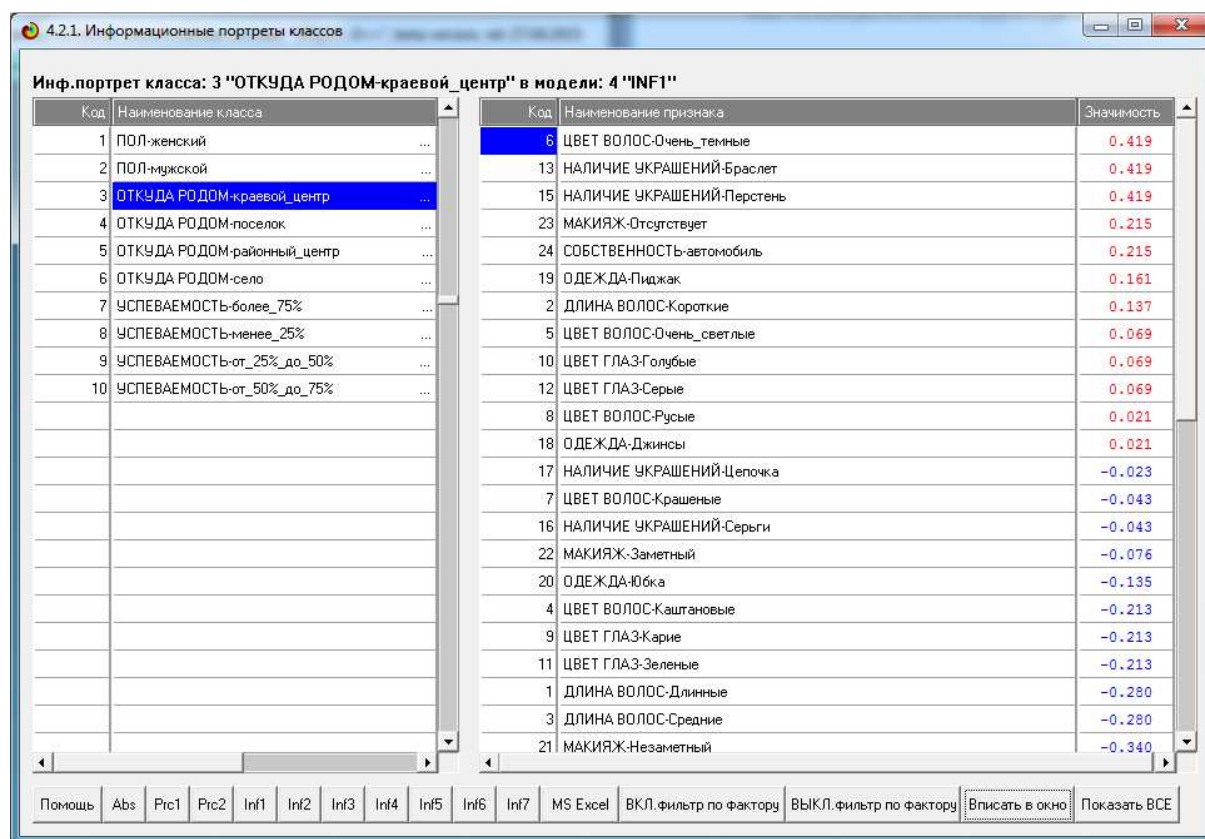 4.2.1. Информационные портреты классов
Инф.портрет класса: 3 "ОТКУДА РОДОМ-краевой_центр" в модели: 4 "INF1"
Код Наименование класса
1 ПОЛ-женский ...
2 ПОЛ-мужской ...
3 ОТКУДА РОДОМ-краевой_центр ...
4 ОТКУДА РОДОМ-поселок ...
5 ОТКУДА РОДОМ-районный_центр ...
6 ОТКУДА РОДОМ-село ...
7 УСПЕВАЕМОСТЬ-более_75% ...
8 УСПЕВАЕМОСТЬ-менее_25% ...
9 УСПЕВАЕМОСТЬ-от_25%_до_50% ...
10 УСПЕВАЕМОСТЬ-от_50%_до_75% ...
Код Наименование признака Значимость
6 ЦВЕТ ВОЛОС-Очень_темные 0.419
13 НАЛИЧИЕ УКРАШЕНИЙ-Браслет 0.419
15 НАЛИЧИЕ УКРАШЕНИЙ-Перстень 0.419
23 МАКИЯЖ-Отсутствует 0.215
24 СОБСТВЕННОСТЬ-автомобиль 0.215
19 ОДЕЖДА-Пиджак 0.161
2 ДЛИНА ВОЛОС-Короткие 0.137
5 ЦВЕТ ВОЛОС-Очень_светлые 0.069
10 ЦВЕТ ГЛАЗ-Голубые 0.069
12 ЦВЕТ ГЛАЗ-Серые 0.069
8 ЦВЕТ ВОЛОС-Русые 0.021
18 ОДЕЖДА-Джинсы 0.021
17 НАЛИЧИЕ УКРАШЕНИЙ-Цепочка -0.023
7 ЦВЕТ ВОЛОС-Крашеные -0.043
16 НАЛИЧИЕ УКРАШЕНИЙ-Серьги -0.043
22 МАКИЯЖ-Заметный -0.076
20 ОДЕЖДА-Юбка -0.135
4 ЦВЕТ ВОЛОС-Каштановые -0.213
9 ЦВЕТ ГЛАЗ-Карие -0.213
11 ЦВЕТ ГЛАЗ-Зеленые -0.213
1 ДЛИНА ВОЛОС-Длинные -0.280
3 ДЛИНА ВОЛОС-Средние -0.280
21 МАКИЯЖ-Незаметный -0.340
Помощь Abs Prc1 Prc2 Inf1 Inf2 Inf3 Inf4 Inf5 Inf6 Inf7 MS Excel ВКЛ.фильтр по фактору ВЫКЛ.фильтр по фактору Вписать в окно Показать ВСЕ